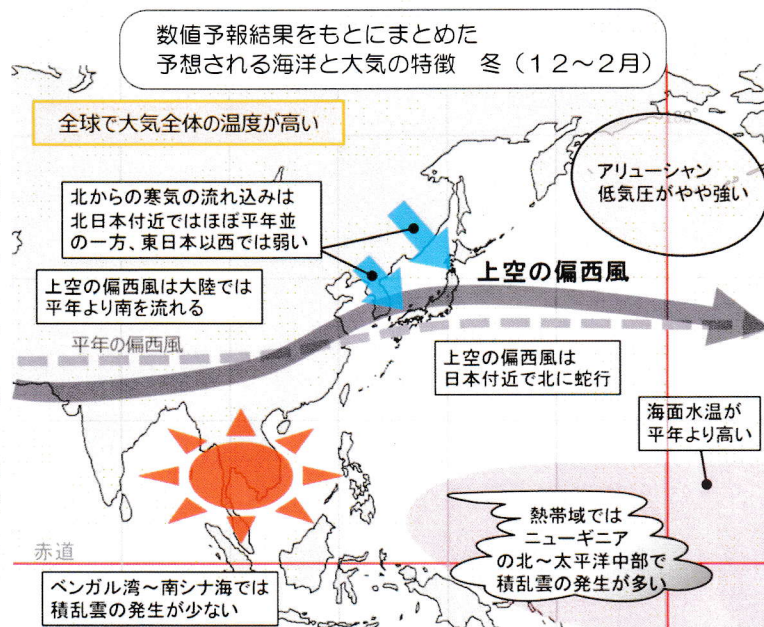 数値予報結果をもとにまとめた
予想される海洋と大気の特徴 冬（１２～２月）
全球で大気全体の温度が高い
アリューシャン
低気圧がやや強い
北からの寒気の流れ込みは
北日本付近ではほぼ平年並
の一方、東日本以西では弱い
上空の偏西風
上空の偏西風は大陸では
平年より南を流れる
平年の偏西風
上空の偏西風は
日本付近で北に蛇行
海面水温が
平年より高い
熱帯域では
ニューギニア
の北～太平洋中部で
積乱雲の発生が多い
赤道
ベンガル湾～南シナ海では
積乱雲の発生が少ない